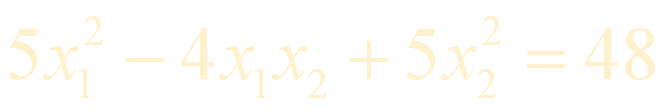 5x₁² − 4x₁x₂ + 5x₂² = 48